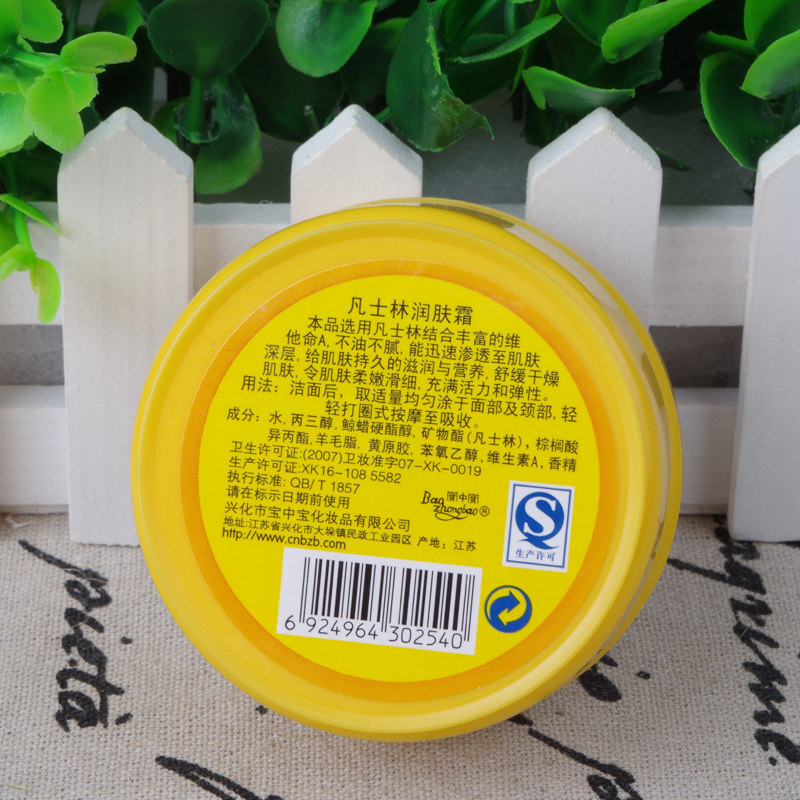 凡士林润肤霜
本品选用凡士林结合丰富的维
他命A, 不油不腻, 能迅速渗透至肌肤
深层, 给肌肤持久的滋润与营养, 舒缓干燥
肌肤, 令肌肤柔嫩滑细, 充满活力和弹性。
用法: 洁面后, 取适量均匀涂于面部及颈部, 轻
轻打圈式按摩至吸收。
成分: 水, 丙三醇, 鲸蜡硬酯醇, 矿物酯(凡士林), 棕榈酸
异丙酯, 羊毛脂, 黄原胶, 苯氧乙醇, 维生素A, 香精
卫生许可证:(2007)卫妆准字07-XK-0019
生产许可证:XK16-108 5582
执行标准: QB/T 1857
请在标示日期前使用
Bao zhongbao®
兴化市宝中宝化妆品有限公司
地址:江苏省兴化市大垛镇民政工业园区 产地: 江苏
http://www.cnbzb.com
S
生产许可
6 924964 302540